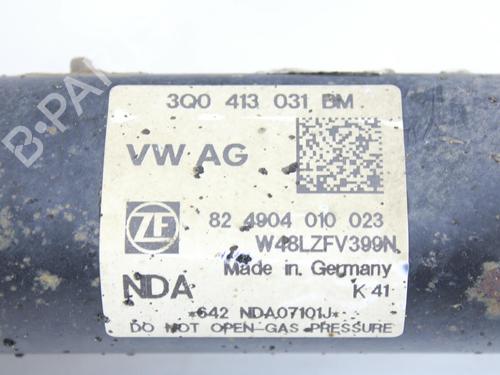 3Q0 413 031 BM
VW AG
ZF
82 4904 010 023
W48LZFV399N
Made in Germany
NDA
K 41
*642 NDA07101J*
DO NOT OPEN-GAS PRESSURE
B-PARTS